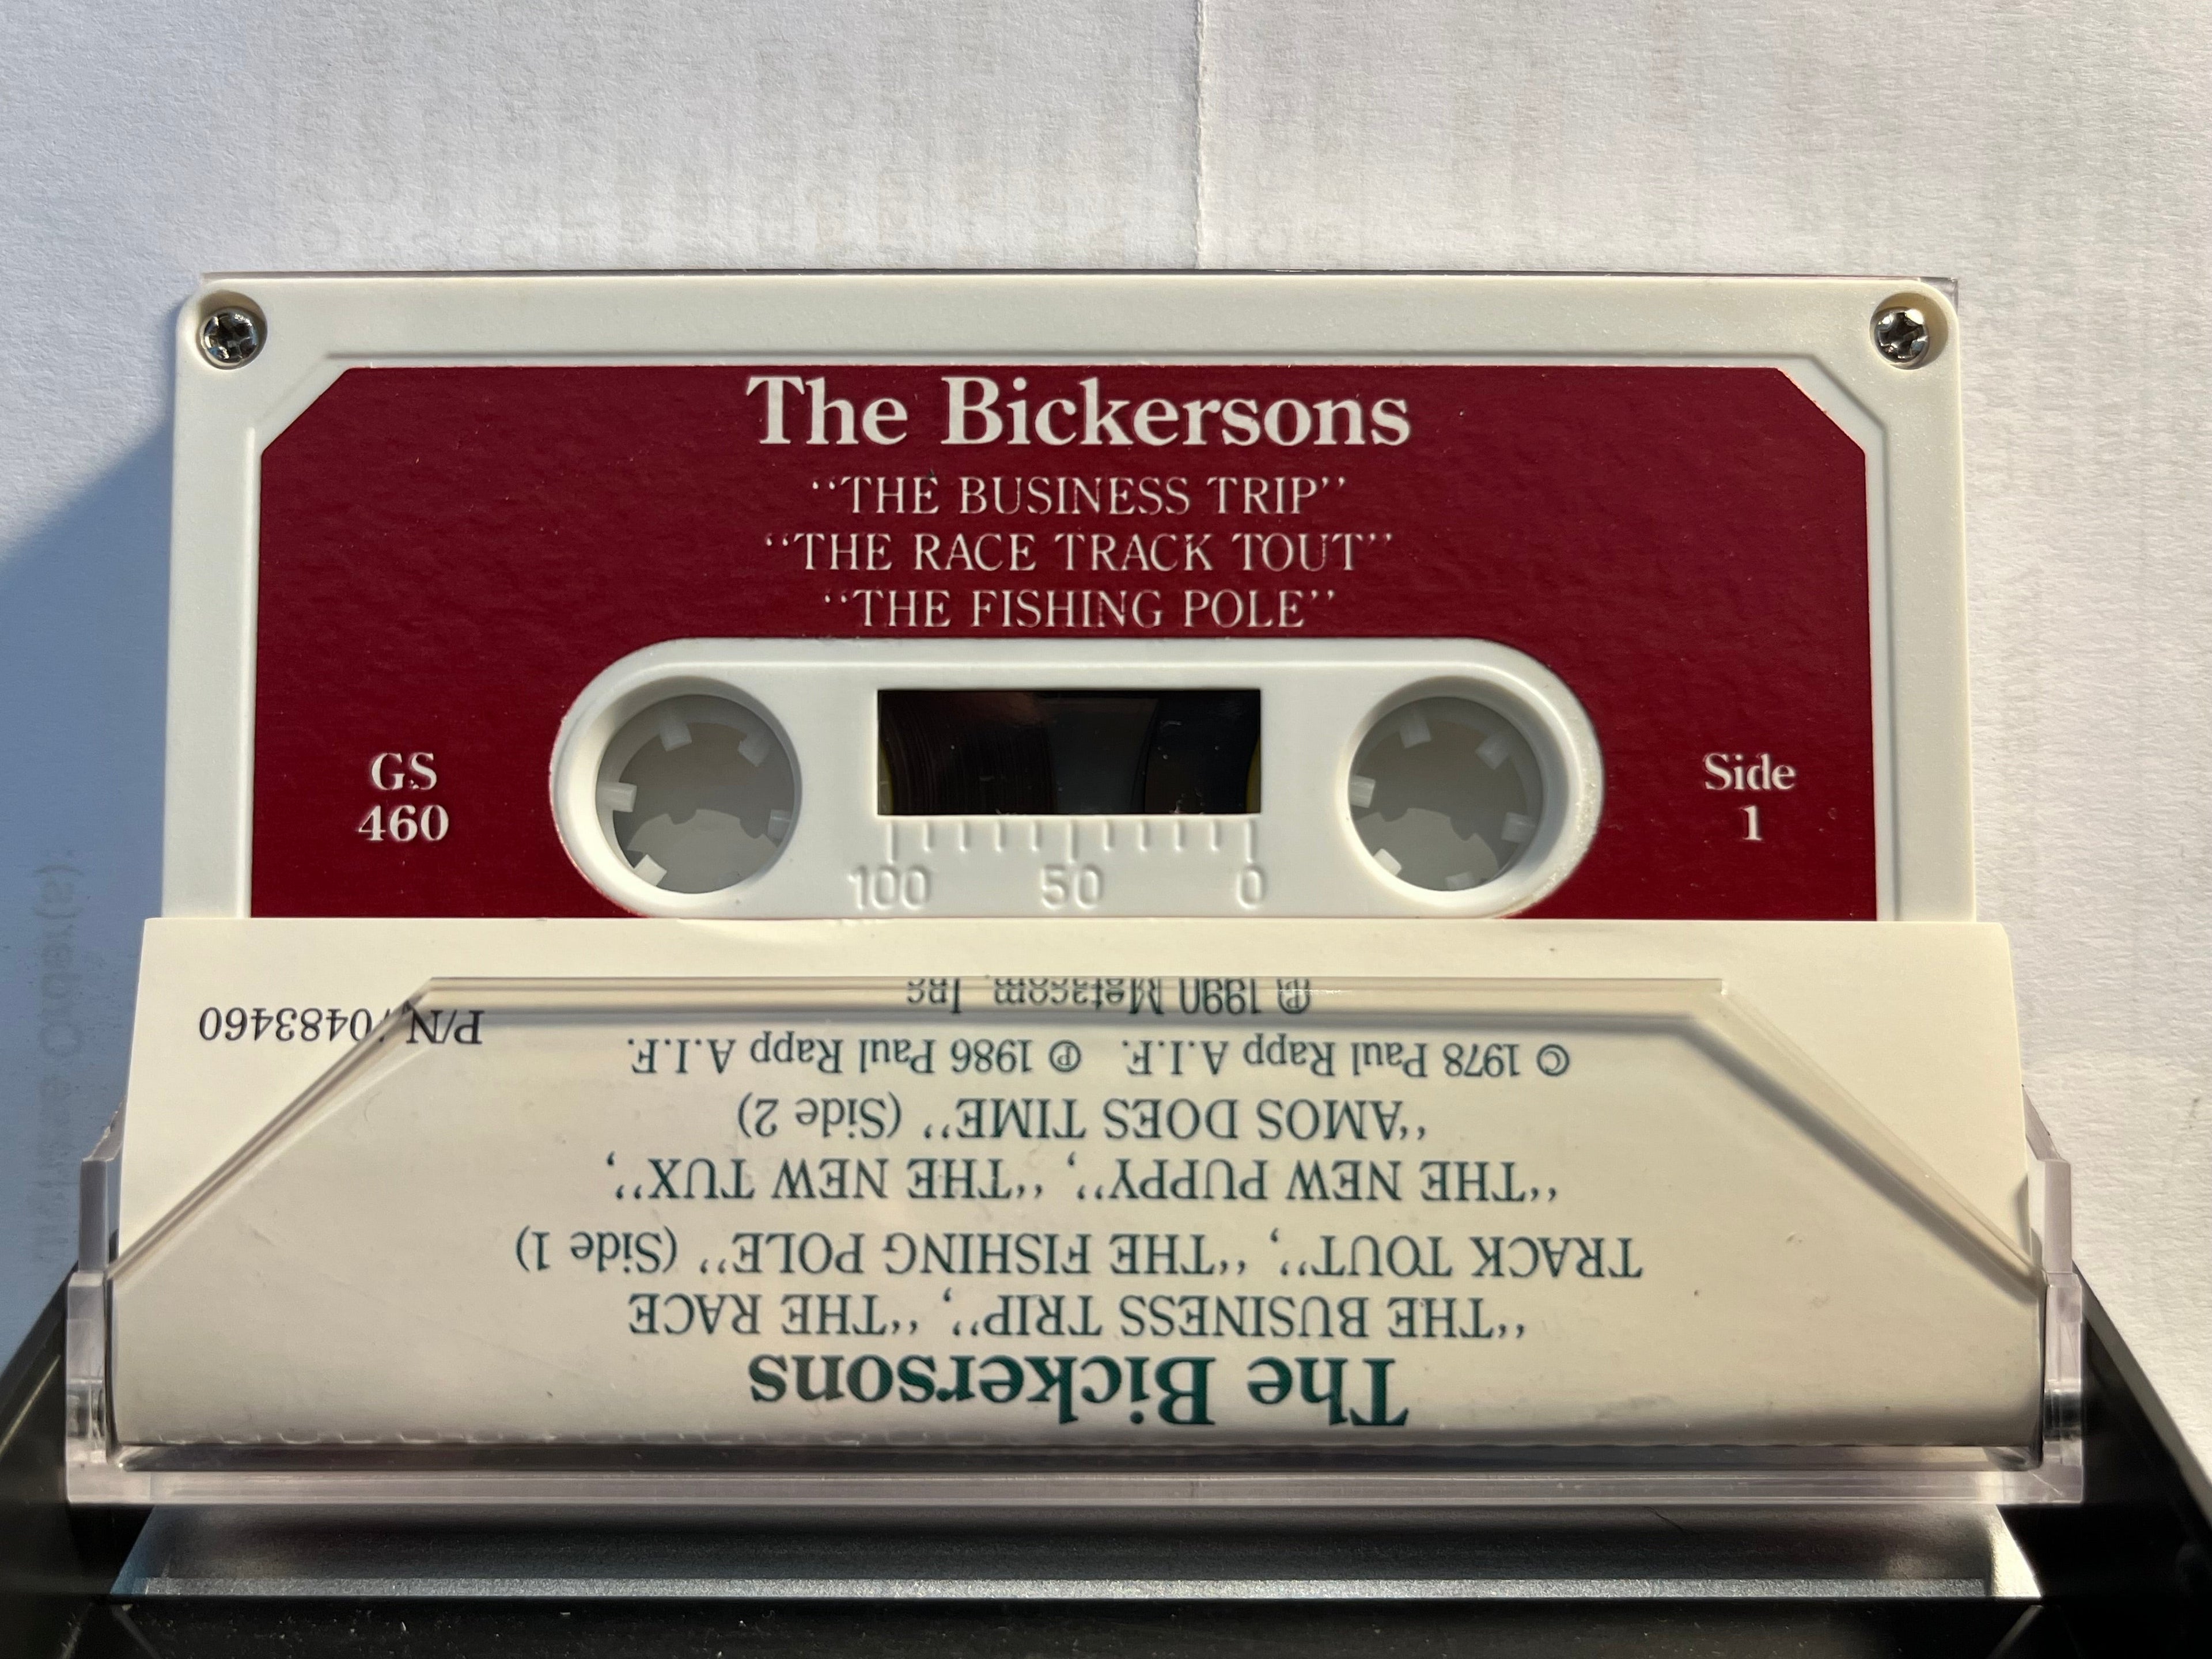 The Bickersons
“THE BUSINESS TRIP”
“THE RACE TRACK TOUT”
“THE FISHING POLE”
GS
460
Side
1
100 50 0
The Bickersons
“THE BUSINESS TRIP”, “THE RACE
TRACK TOUT”, “THE FISHING POLE” (Side 1)
“THE NEW PUPPY”, “THE NEW TUX”,
“AMOS DOES TIME” (Side 2)
© 1978 Paul Rapp A.I.F. ℗ 1986 Paul Rapp A.I.F.
℗ 1990 Metacom, Inc.
P/N 70483460